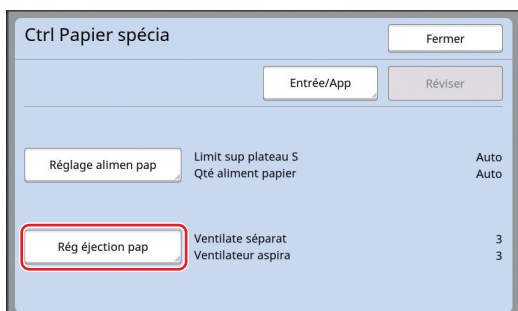 Ctrl Papier spécia
Fermer
Entrée/App
Réviser
Réglage alimen pap
Limit sup plateau S Auto
Qté aliment papier Auto
Rég éjection pap
Ventilate séparat 3
Ventilateur aspira 3